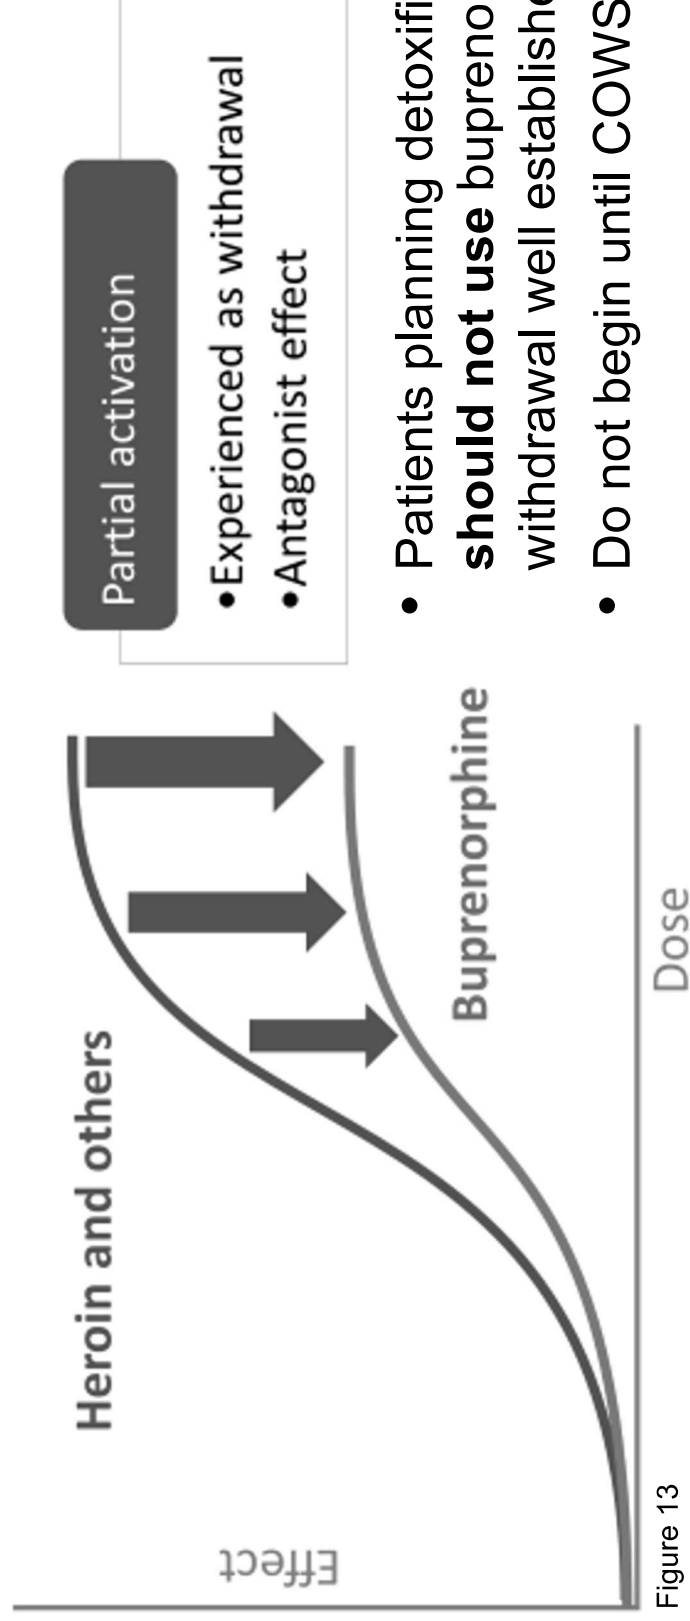 Heroin and others
Effect
Buprenorphine
Dose
Figure 13
Partial activation
•Experienced as withdrawal
•Antagonist effect
• Patients planning detoxifi
should not use bupreno
withdrawal well establishe
• Do not begin until COWS